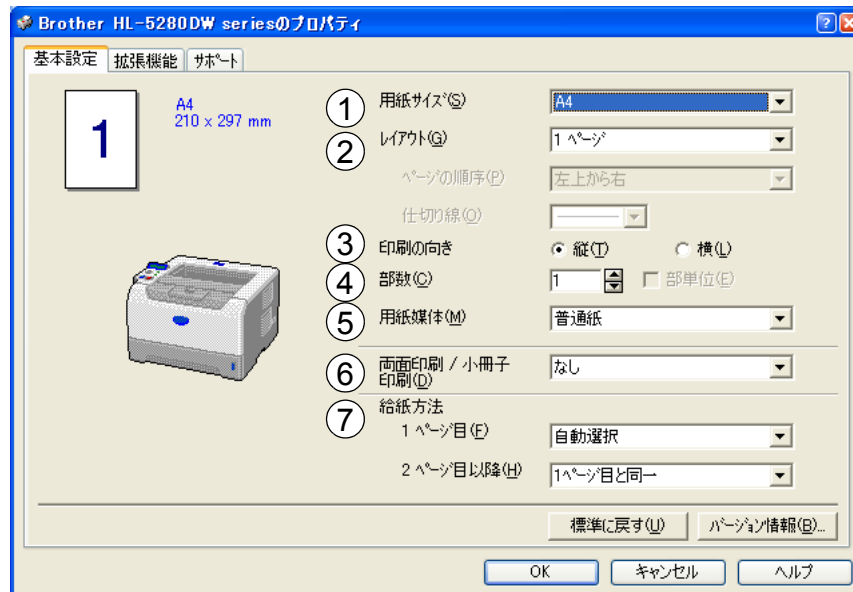 Brother HL-5280DW seriesのプロパティ
基本設定 拡張機能 サポート
1
A4
210 x 297 mm
① 用紙サイズ(S) A4
② レイアウト(G) 1 ページ
ページの順序(P) 左上から右
仕切り線(O)
③ 印刷の向き 縦(T) 横(L)
④ 部数(C) 1 部単位(E)
⑤ 用紙媒体(M) 普通紙
⑥ 両面印刷 / 小冊子
印刷(D) なし
⑦ 給紙方法
1 ページ目(F) 自動選択
2 ページ目以降(H) 1ページ目と同一
標準に戻す(U) バージョン情報(B)...
OK キャンセル ヘルプ